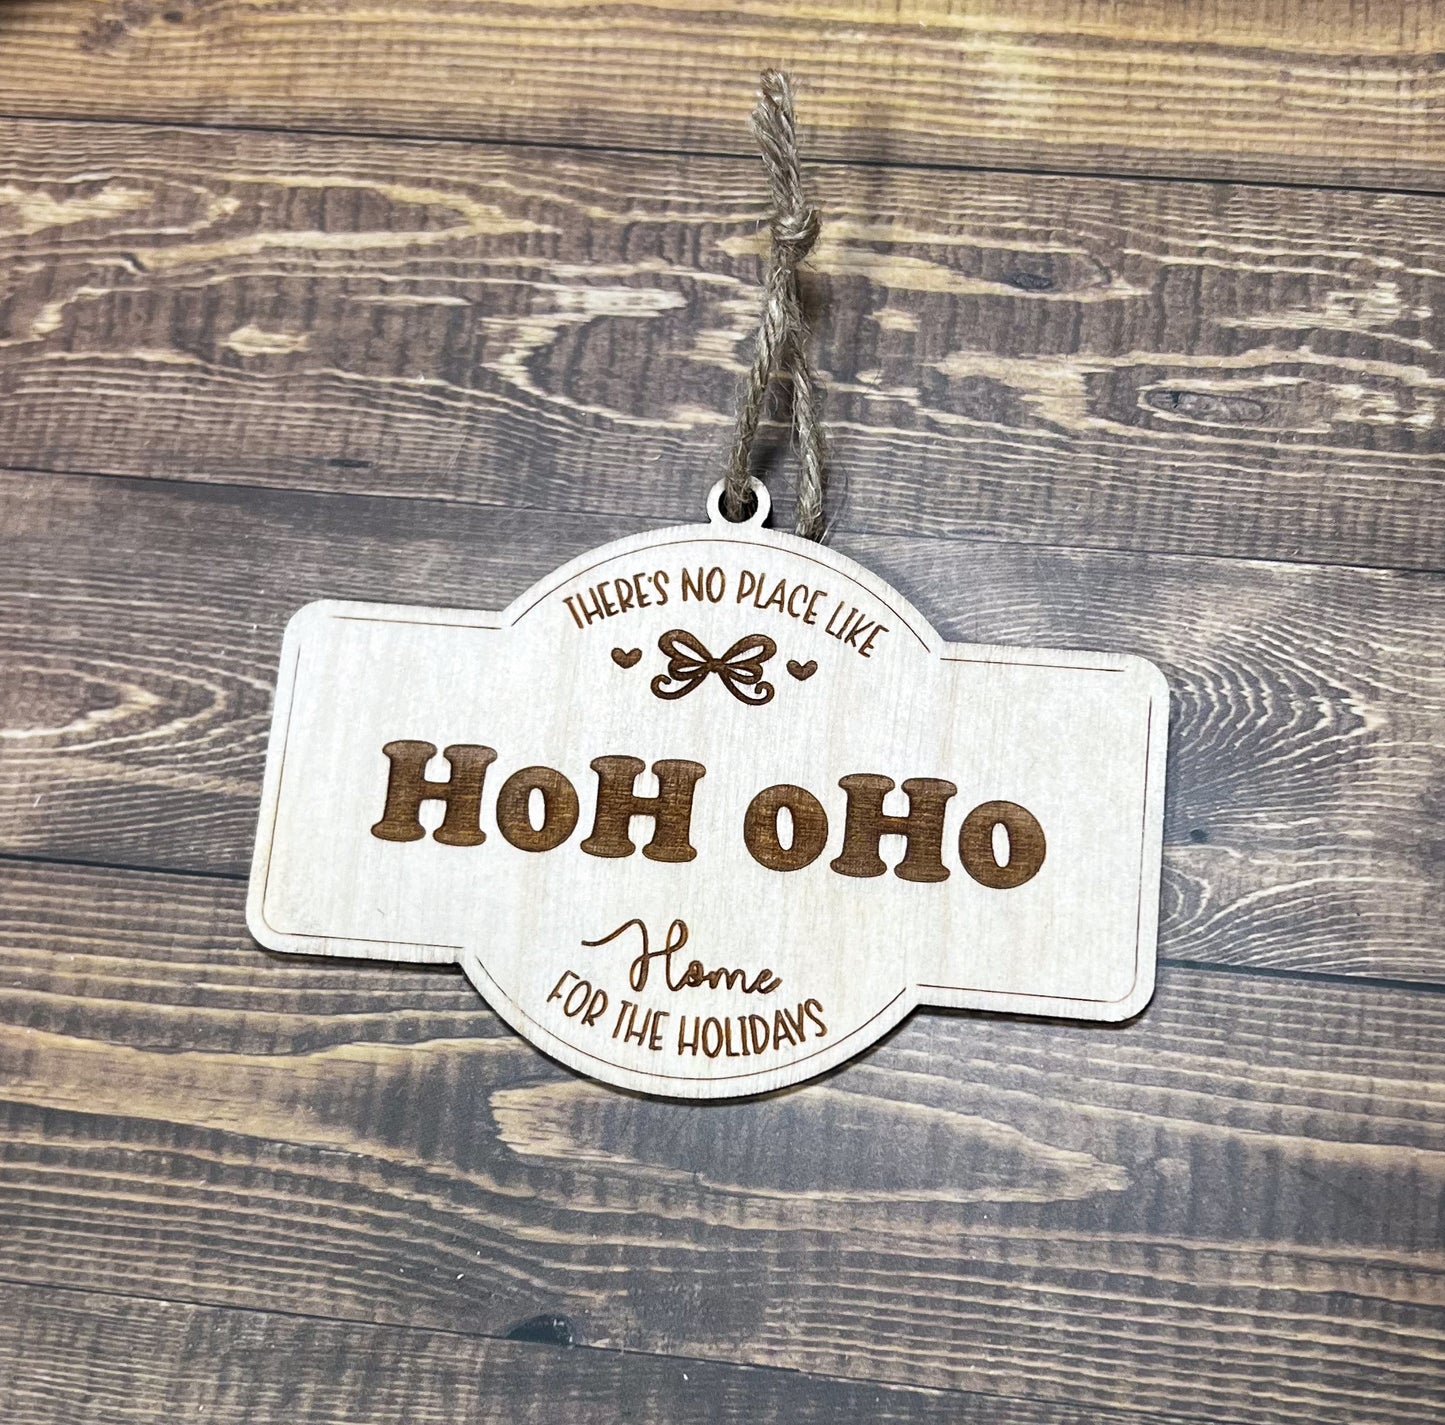 THERE'S NO PLACE LIKE
HoH oHo
Home
FOR THE HOLIDAYS